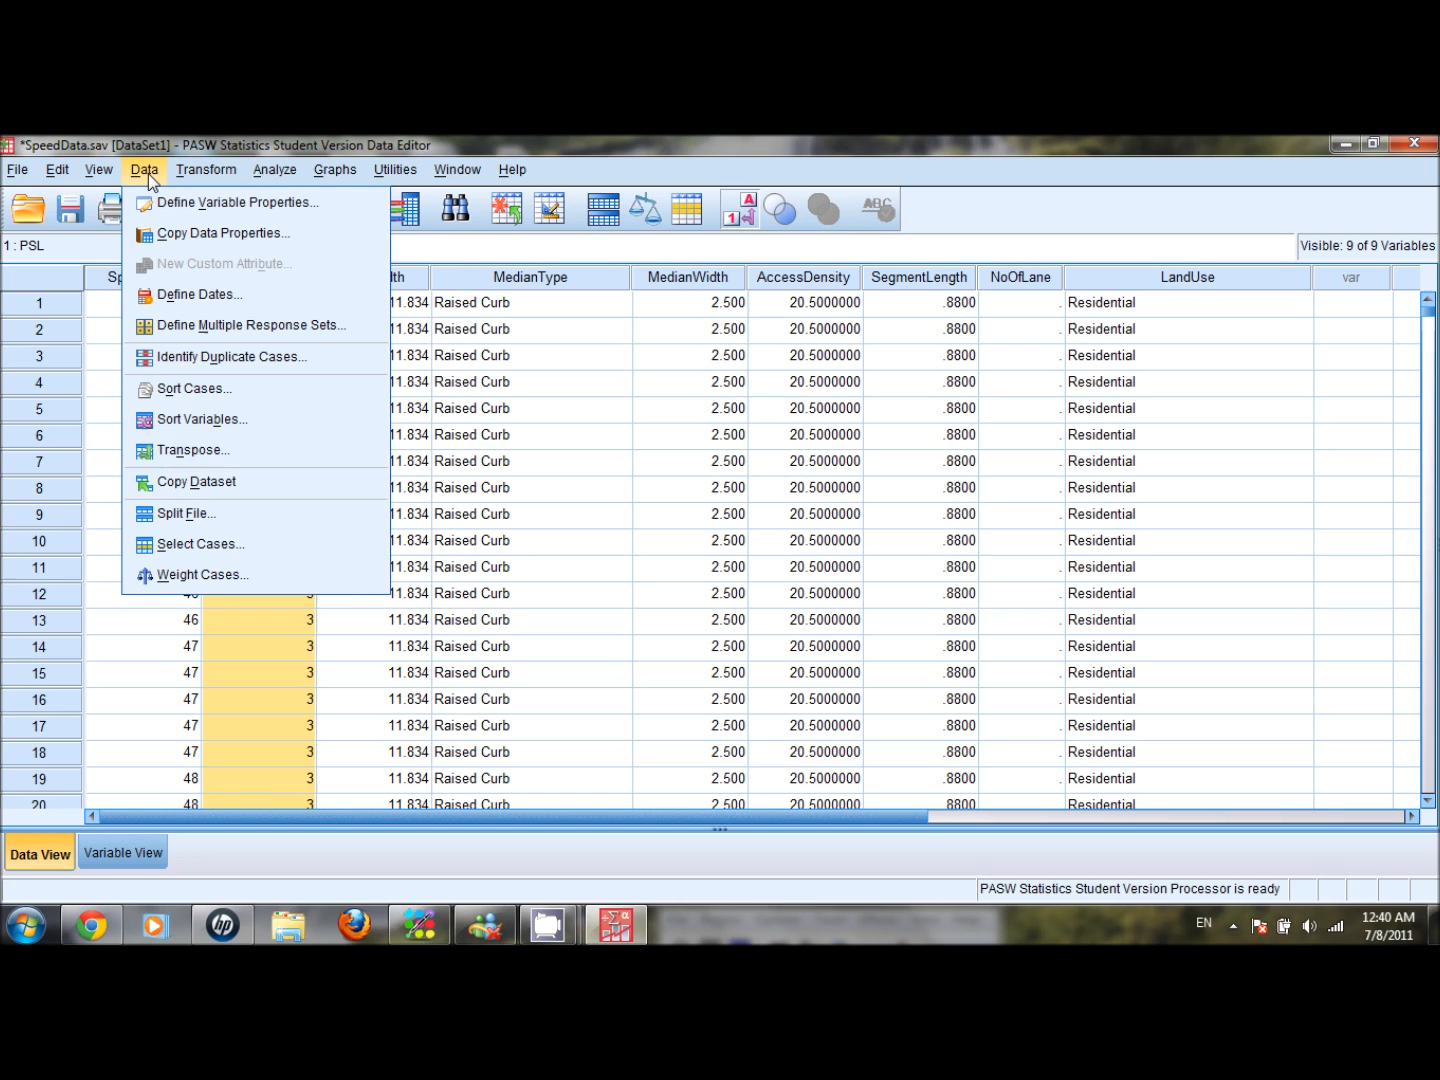 *SpeedData.sav [DataSet1] - PASW Statistics Student Version Data Editor
File Edit View Data Transform Analyze Graphs Utilities Window Help
1 : PSL
Visible: 9 of 9 Variables
Define Variable Properties...
Copy Data Properties...
New Custom Attribute...
Define Dates...
Define Multiple Response Sets...
Identify Duplicate Cases...
Sort Cases...
Sort Variables...
Transpose...
Copy Dataset
Split File...
Select Cases...
Weight Cases...
Sp lth MedianType MedianWidth AccessDensity SegmentLength NoOfLane LandUse var
1 11.834 Raised Curb 2.500 20.5000000 .8800 . Residential
2 11.834 Raised Curb 2.500 20.5000000 .8800 . Residential
3 11.834 Raised Curb 2.500 20.5000000 .8800 . Residential
4 11.834 Raised Curb 2.500 20.5000000 .8800 . Residential
5 11.834 Raised Curb 2.500 20.5000000 .8800 . Residential
6 11.834 Raised Curb 2.500 20.5000000 .8800 . Residential
7 11.834 Raised Curb 2.500 20.5000000 .8800 . Residential
8 11.834 Raised Curb 2.500 20.5000000 .8800 . Residential
9 11.834 Raised Curb 2.500 20.5000000 .8800 . Residential
10 11.834 Raised Curb 2.500 20.5000000 .8800 . Residential
11 11.834 Raised Curb 2.500 20.5000000 .8800 . Residential
12 11.834 Raised Curb 2.500 20.5000000 .8800 . Residential
13 46 3 11.834 Raised Curb 2.500 20.5000000 .8800 . Residential
14 47 3 11.834 Raised Curb 2.500 20.5000000 .8800 . Residential
15 47 3 11.834 Raised Curb 2.500 20.5000000 .8800 . Residential
16 47 3 11.834 Raised Curb 2.500 20.5000000 .8800 . Residential
17 47 3 11.834 Raised Curb 2.500 20.5000000 .8800 . Residential
18 47 3 11.834 Raised Curb 2.500 20.5000000 .8800 . Residential
19 48 3 11.834 Raised Curb 2.500 20.5000000 .8800 . Residential
20 48 3 11.834 Raised Curb 2.500 20.5000000 .8800 . Residential
Data View Variable View
PASW Statistics Student Version Processor is ready
EN
12:40 AM
7/8/2011